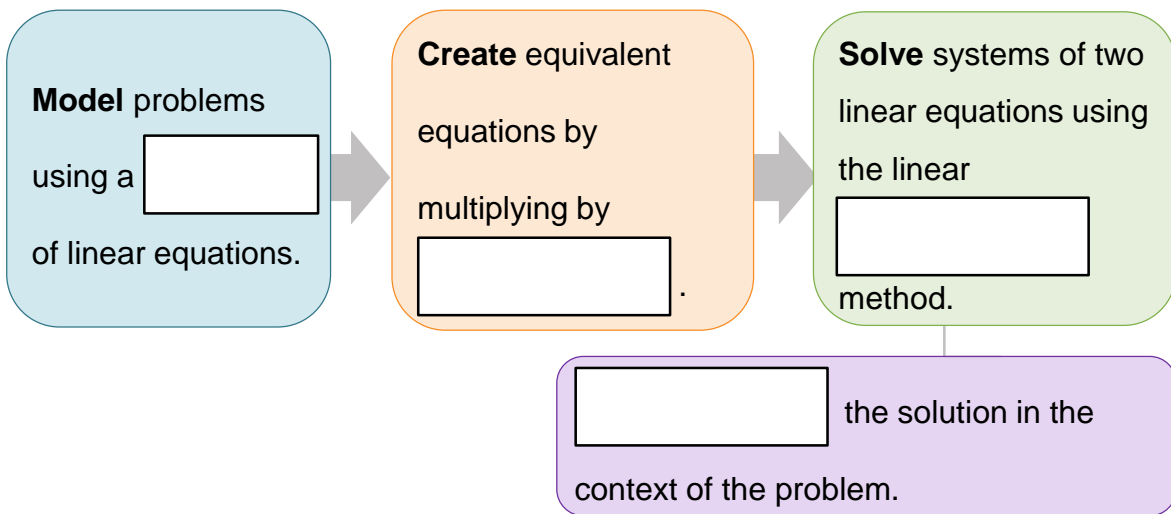 Model problems
using a
of linear equations.
Create equivalent
equations by
multiplying by
.
Solve systems of two
linear equations using
the linear
method.
the solution in the
context of the problem.